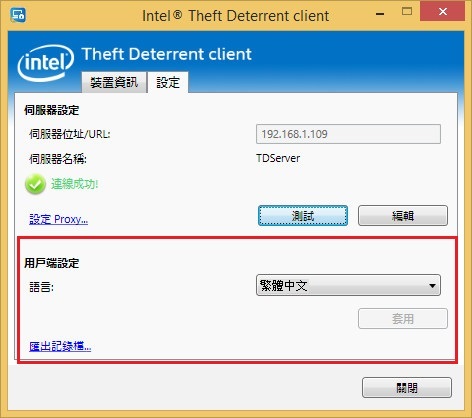 Intel® Theft Deterrent client
intel Theft Deterrent client
裝置資訊 設定
伺服器設定
伺服器位址/URL: 192.168.1.109
伺服器名稱: TDServer
連線成功!
設定 Proxy... 測試 編輯
用戶端設定
語言: 繁體中文
套用
匯出記錄檔...
關閉